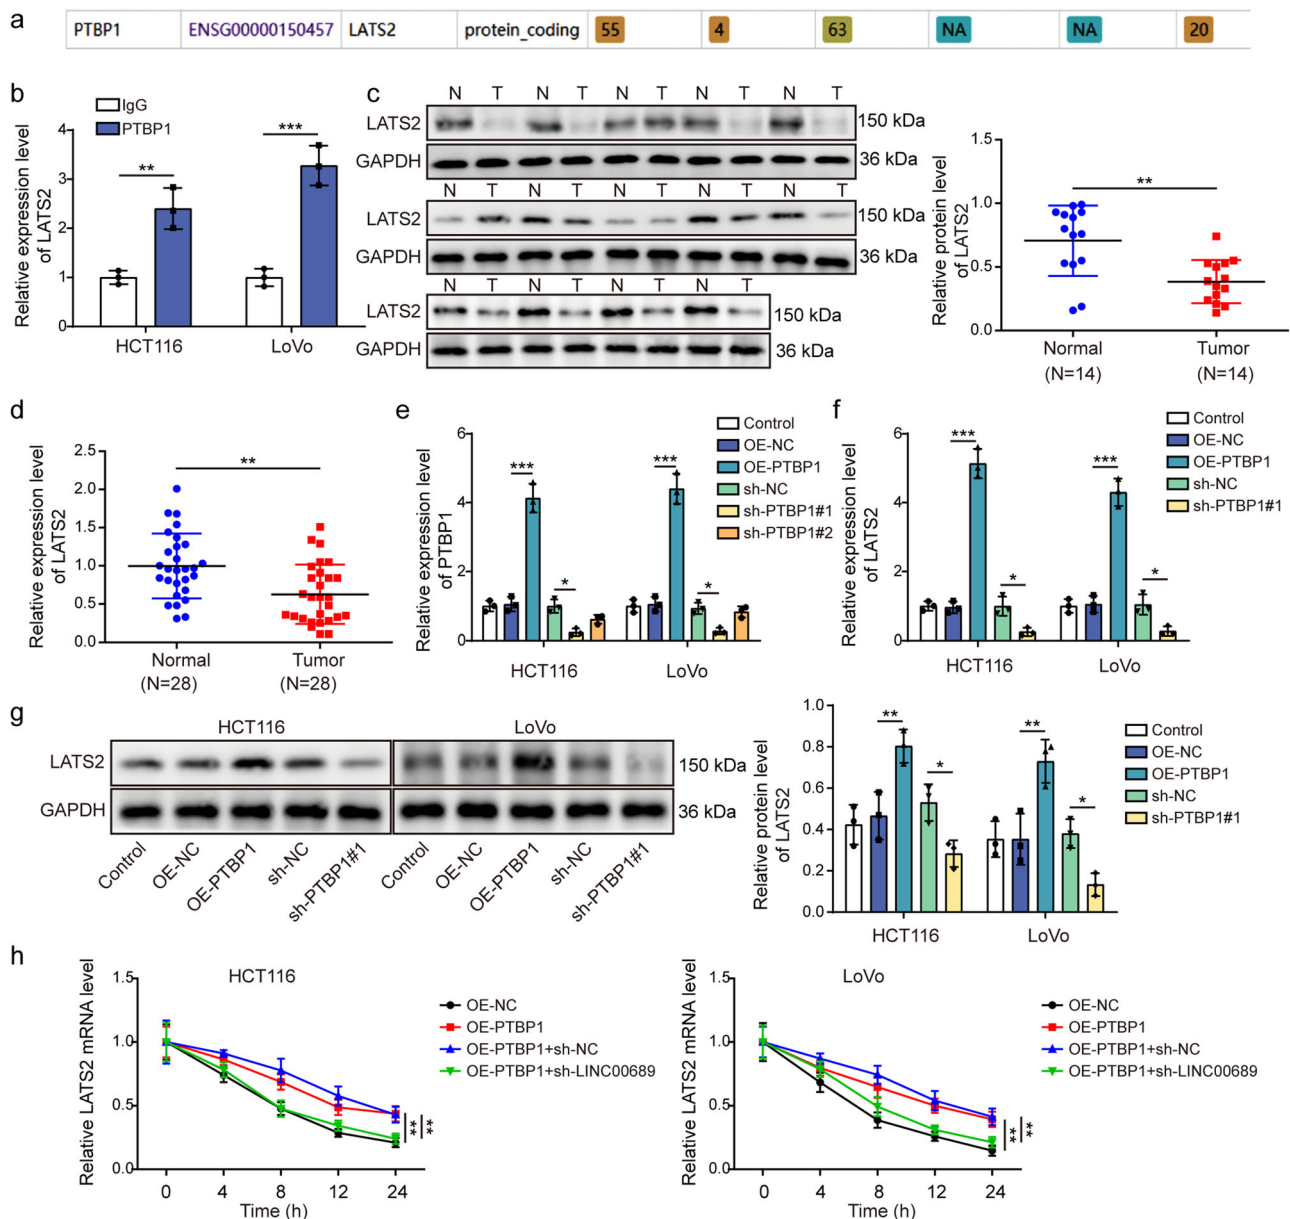 a
PTBP1 ENSG00000150457 LATS2 protein_coding 55 4 63 NA NA 20
b
IgG
PTBP1
Relative expression level
of LATS2
4
3
2
1
0
**
***
HCT116 LoVo
c
N T N T N T N T N T
LATS2 150 kDa
GAPDH 36 kDa
N T N T N T N T N T
LATS2 150 kDa
GAPDH 36 kDa
N T N T N T N T
LATS2 150 kDa
GAPDH 36 kDa
Relative protein level
of LATS2
1.5
1.0
0.5
0.0
**
Normal Tumor
(N=14) (N=14)
d
Relative expression level
of LATS2
2.5
2.0
1.5
1.0
0.5
0.0
**
Normal Tumor
(N=28) (N=28)
e
Relative expression level
of PTBP1
6
4
2
0
***
*
***
*
HCT116 LoVo
Control
OE-NC
OE-PTBP1
sh-NC
sh-PTBP1#1
sh-PTBP1#2
f
Relative expression level
of LATS2
6
4
2
0
***
*
***
*
HCT116 LoVo
Control
OE-NC
OE-PTBP1
sh-NC
sh-PTBP1#1
g
HCT116 LoVo
LATS2 150 kDa
GAPDH 36 kDa
Control OE-NC OE-PTBP1 sh-NC sh-PTBP1#1 Control OE-NC OE-PTBP1 sh-NC sh-PTBP1#1
Relative protein level
of LATS2
1.0
0.8
0.6
0.4
0.2
0.0
**
*
**
*
HCT116 LoVo
Control
OE-NC
OE-PTBP1
sh-NC
sh-PTBP1#1
h
HCT116
Relative LATS2 mRNA level
1.5
1.0
0.5
0.0
0 4 8 12 24
Time (h)
OE-NC
OE-PTBP1
OE-PTBP1+sh-NC
OE-PTBP1+sh-LINC00689
**
**
LoVo
Relative LATS2 mRNA level
1.5
1.0
0.5
0.0
0 4 8 12 24
Time (h)
OE-NC
OE-PTBP1
OE-PTBP1+sh-NC
OE-PTBP1+sh-LINC00689
**
**